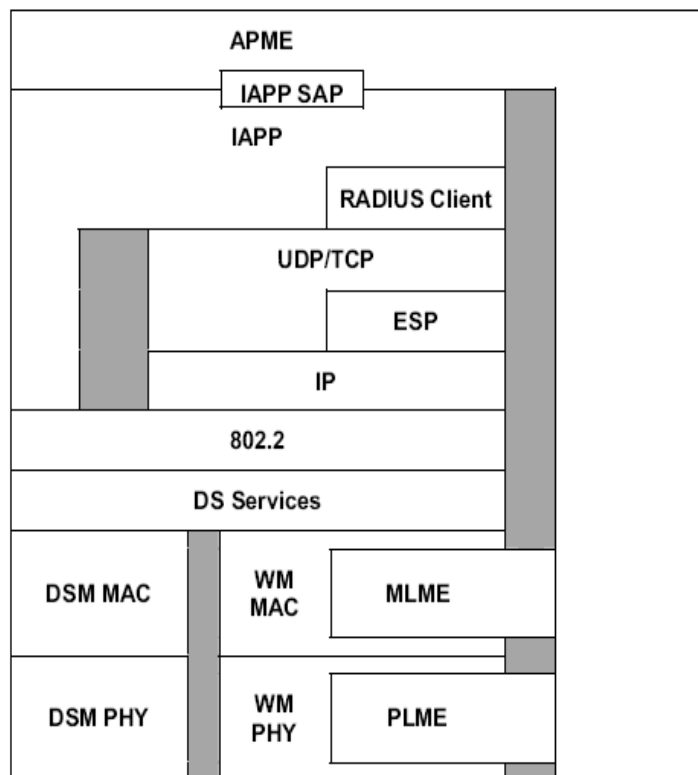 APME
IAPP SAP
IAPP
RADIUS Client
UDP/TCP
ESP
IP
802.2
DS Services
DSM MAC
WM
MAC
MLME
DSM PHY
WM
PHY
PLME